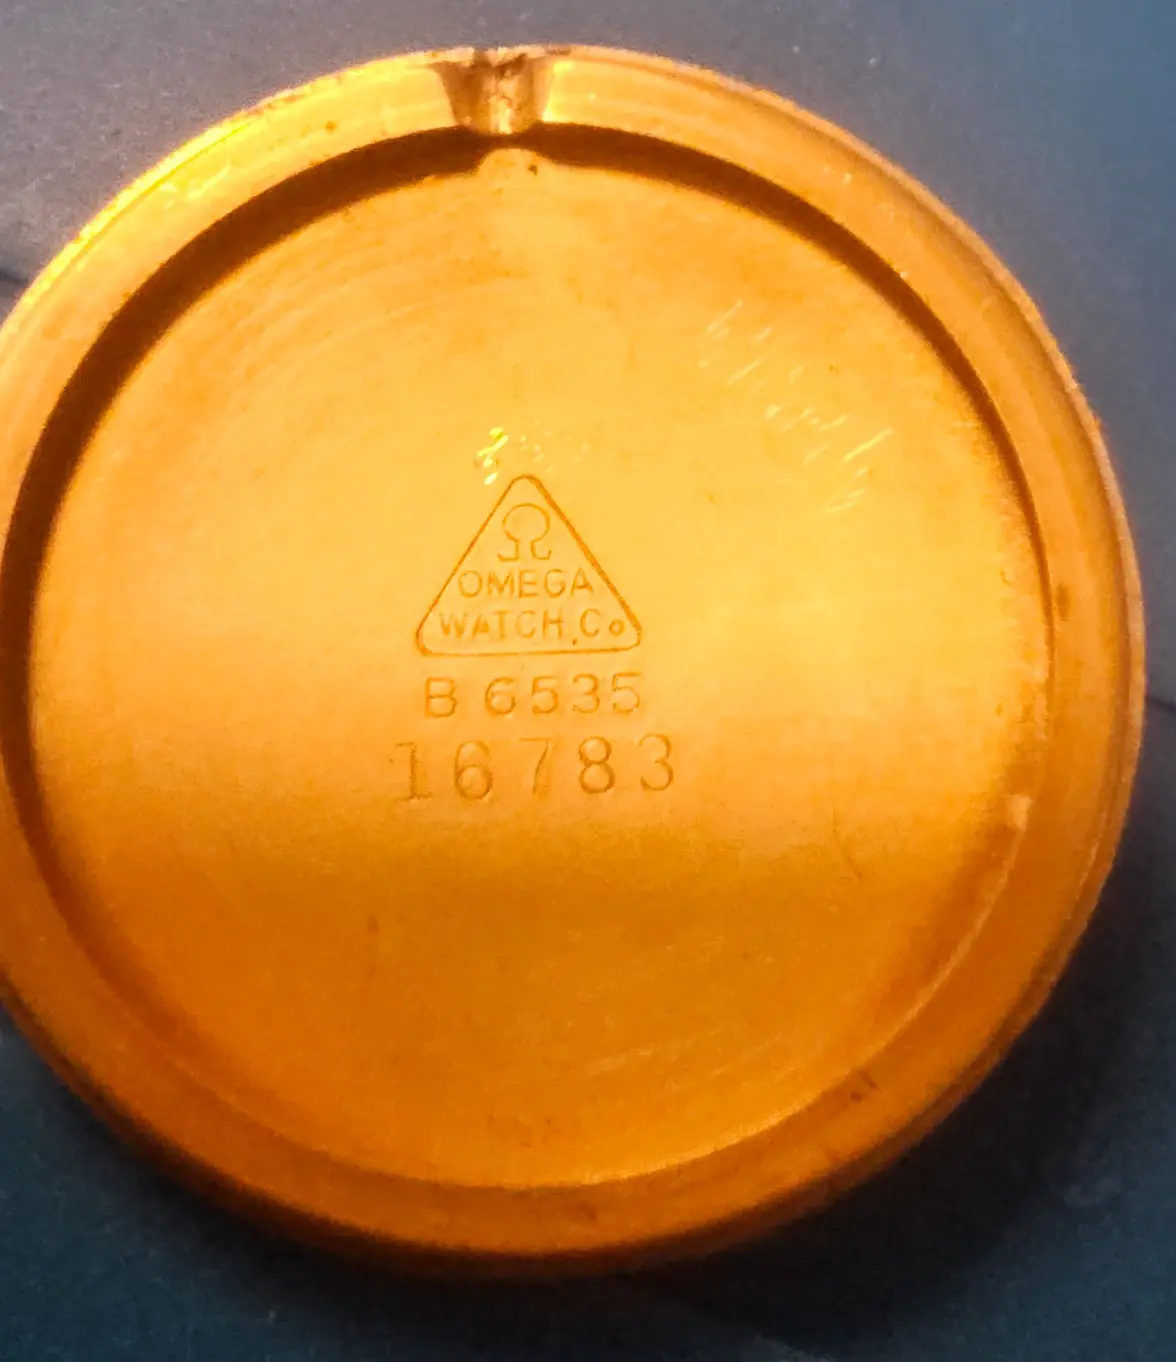 Ω
OMEGA
WATCH Co
B 6535
16783